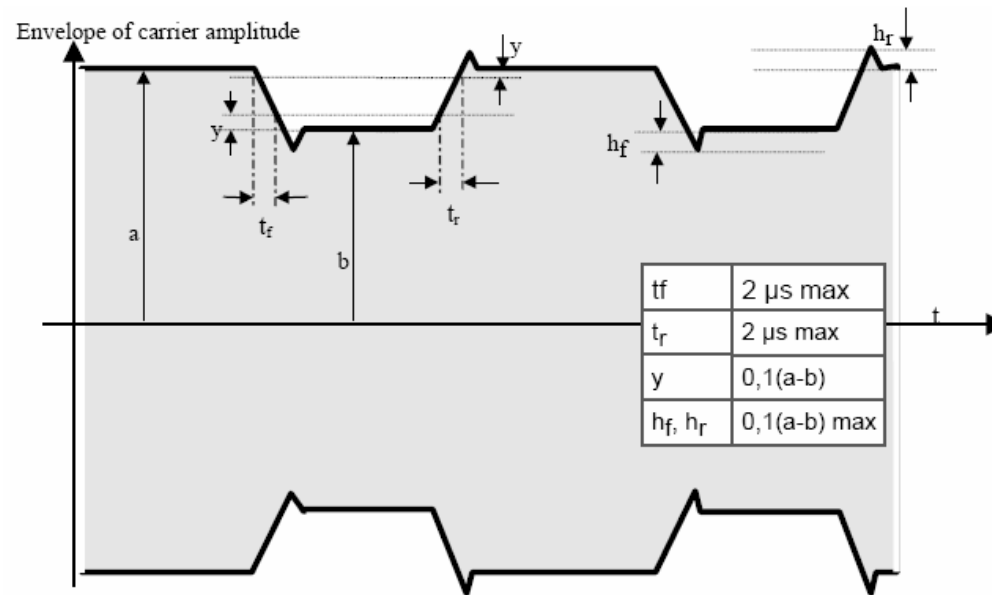 Envelope of carrier amplitude
y
h_r
y
h_f
t_f
t_r
a
b
tf 2 µs max
t
t_r 2 µs max
y 0,1(a-b)
h_f, h_r 0,1(a-b) max